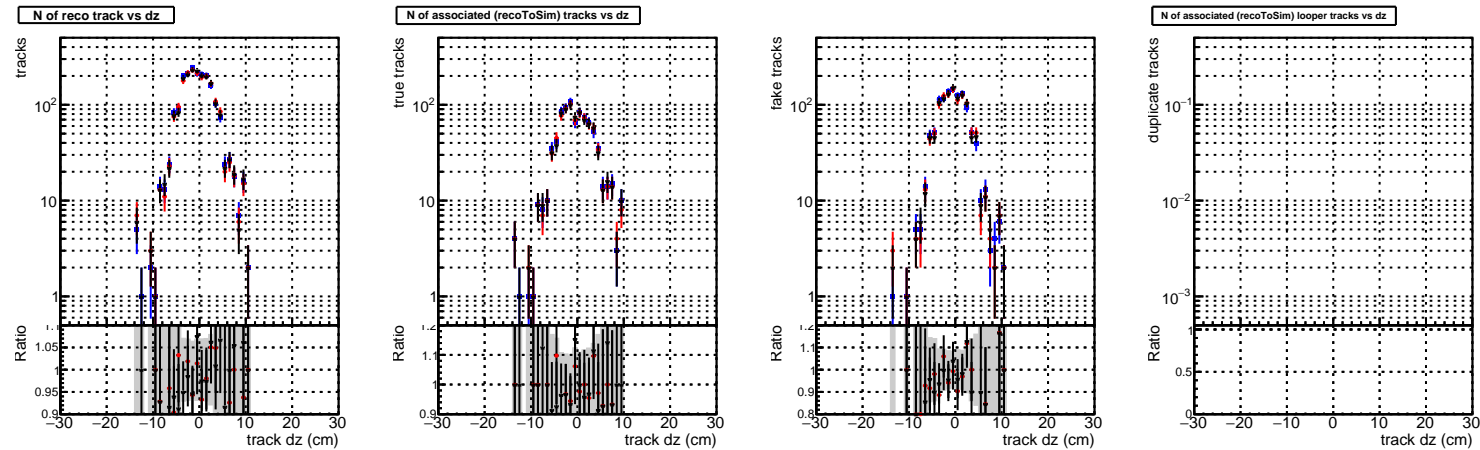 N of reco track vs dz
tracks
10²
10
1
Ratio
1.05
1
0.95
0.9
−30 −20 −10 0 10 20 30
track dz (cm)
N of associated (recoToSim) tracks vs dz
true tracks
10²
10
1
Ratio
1.2
1.1
1
0.9
−30 −20 −10 0 10 20 30
track dz (cm)
fake tracks
10²
10
1
Ratio
1.2
1.1
1
0.9
0.8
−30 −20 −10 0 10 20 30
track dz (cm)
N of associated (recoToSim) looper tracks vs dz
duplicate tracks
10⁻¹
10⁻²
10⁻³
Ratio
1
0.5
0
−30 −20 −10 0 10 20 30
track dz (cm)